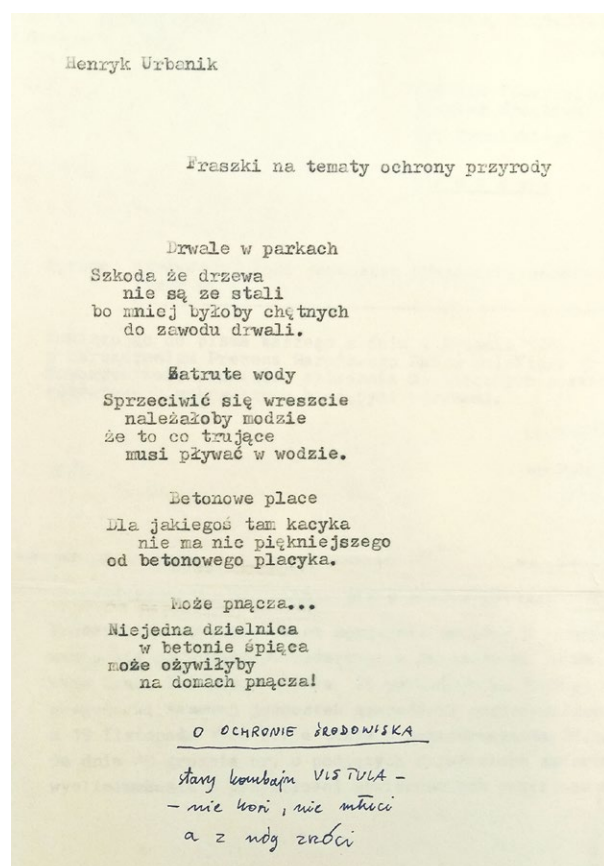 Henryk Urbanik
Fraszki na tematy ochrony przyrody
Drwale w parkach
Szkoda że drzewa
nie są ze stali
bo mniej byłoby chętnych
do zawodu drwali.
Zatrute wody
Sprzeciwić się wreszcie
należałoby modzie
że to co trujące
musi pływać w wodzie.
Betonowe place
Dla jakiegoś tam kacyka
nie ma nic piękniejszego
od betonowego placyka.
Może pnącza...
Niejedna dzielnica
w betonie śpiąca
może ożywiłyby
na domach pnącza!
O OCHRONIE ŚRODOWISKA
stary kombajn VISTULA -
- nie kosi, nie młóci
a z nóg zwróci